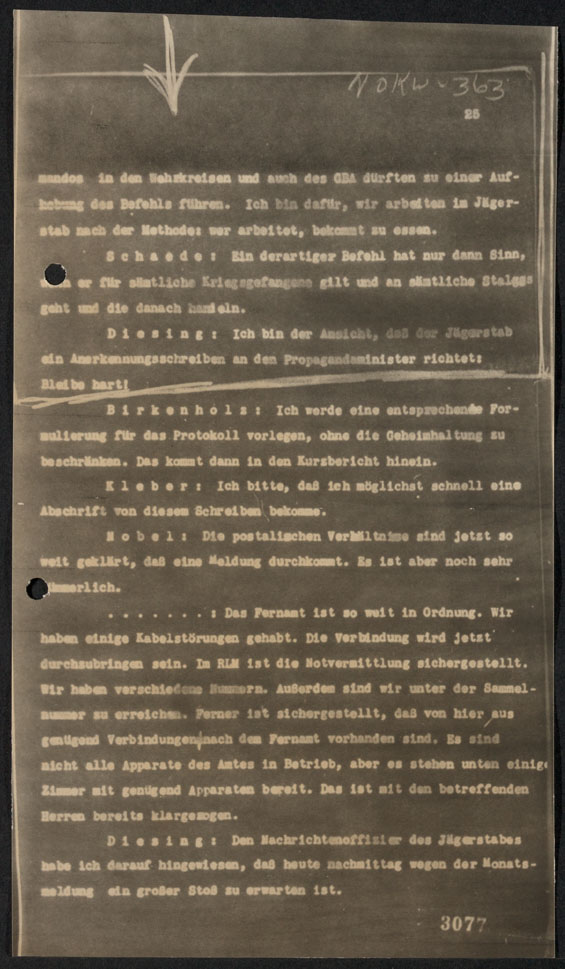 NOKW-363
25
mandos in den Wehrkreisen und auch des GBA dürften zu einer Auf-
hebung des Befehls führen. Ich bin dafür, wir arbeiten im Jäger-
stab nach der Methode: wer arbeitet, bekommt zu essen.
S c h a e d e : Ein derartiger Befehl hat nur dann Sinn,
er für sämtliche Kriegsgefangene gilt und an sämtliche Stalags
geht und die danach handeln.
D i e s i n g : Ich bin der Ansicht, daß der Jägerstab
ein Anerkennungsschreiben an den Propagandaminister richtet:
Bleibe hart!
B i r k e n h o l z : Ich werde eine entsprechende For-
mulierung für das Protokoll vorlegen, ohne die Geheimhaltung zu
beschränken. Das kommt dann in den Kurzbericht hinein.
K l e b e r : Ich bitte, daß ich möglichst schnell eine
Abschrift von diesem Schreiben bekomme.
N o b e l : Die postalischen Verhältnisse sind jetzt so
weit geklärt, daß eine Meldung durchkommt. Es ist aber noch sehr
kümmerlich.
. . . . . . . : Das Fernamt ist so weit in Ordnung. Wir
haben einige Kabelstörungen gehabt. Die Verbindung wird jetzt
durchzubringen sein. Im RLM ist die Notvermittlung sichergestellt.
Wir haben verschiedene Nummern. Außerdem sind wir unter der Sammel-
nummer zu erreichen. Ferner ist sichergestellt, daß von hier aus
genügend Verbindungen nach dem Fernamt vorhanden sind. Es sind
nicht alle Apparate des Amtes in Betrieb, aber es stehen unten einige
Zimmer mit genügend Apparaten bereit. Das ist mit den betreffenden
Herren bereits klargezogen.
D i e s i n g : Den Nachrichtenoffizier des Jägerstabes
habe ich darauf hingewiesen, daß heute nachmittag wegen der Monats-
meldung ein großer Stoß zu erwarten ist.
3077